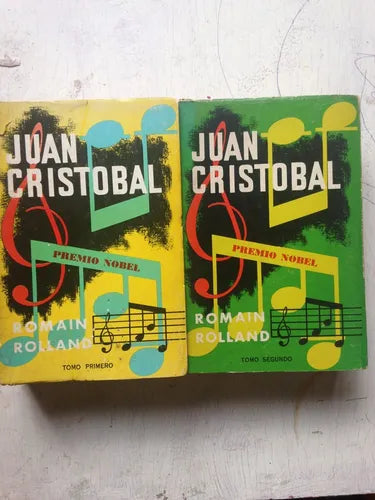 JUAN
CRISTOBAL
PREMIO NOBEL
ROMAIN
ROLLAND
TOMO PRIMERO
JUAN
CRISTOBAL
PREMIO NOBEL
ROMAIN
ROLLAND
TOMO SEGUNDO